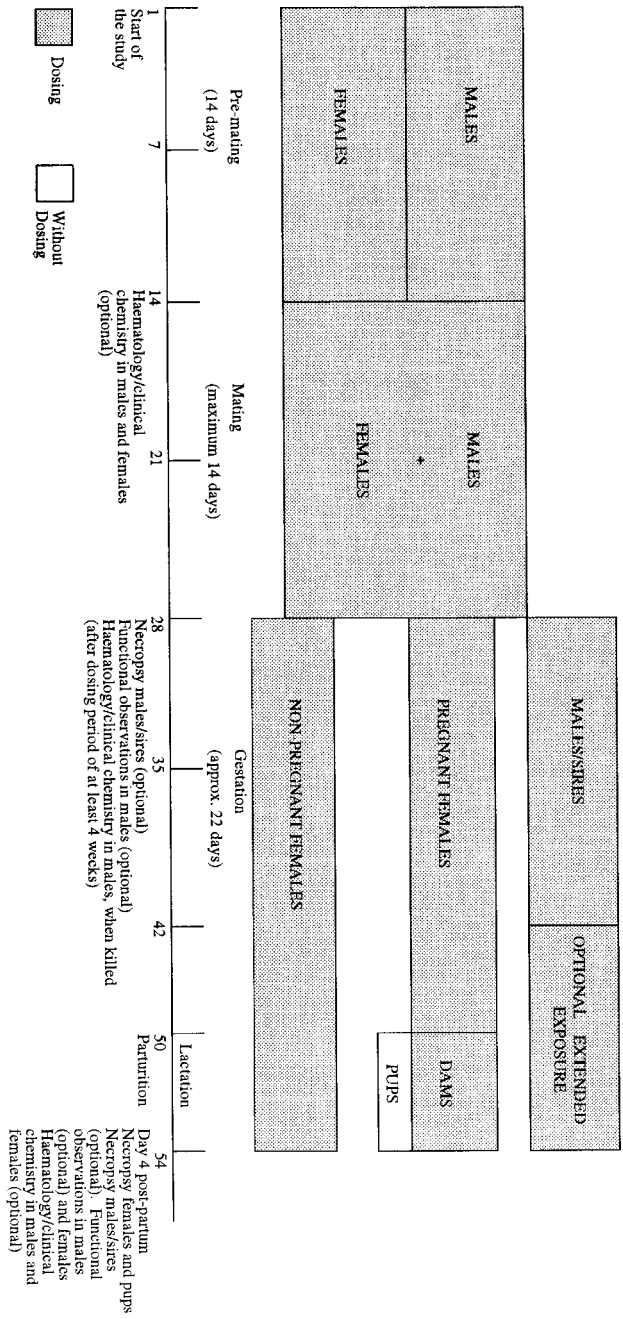 MALES
FEMALES
MALES
+
FEMALES
MALES/SIRES
OPTIONAL EXTENDED
EXPOSURE
PREGNANT FEMALES
DAMS
PUPS
NON-PREGNANT FEMALES
Pre-mating
(14 days)
Mating
(maximum 14 days)
Gestation
(approx. 22 days)
Lactation
1
7
14
21
28
35
42
50
54
Start of
the study
Haematology/clinical
chemistry in males and females
(optional)
Necropsy males/sires (optional)
Functional observations in males (optional)
Haematology/clinical chemistry in males, when killed
(after dosing period of at least 4 weeks)
Parturition
Day 4 post-partum
Necropsy females and pups
Necropsy males/sires
(optional). Functional
observations in males
(optional) and females
Haematology/clinical
chemistry in males and
females (optional)
Dosing
Without
Dosing